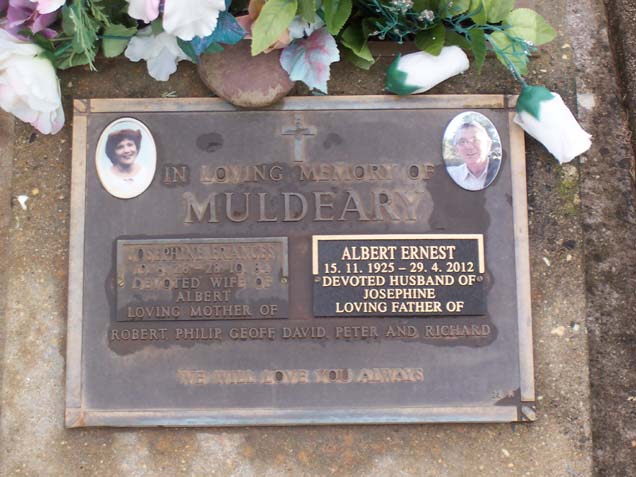 IN LOVING MEMORY OF
MULDEARY
JOSEPHINE FRANCES
DEVOTED WIFE OF
ALBERT
LOVING MOTHER OF
ALBERT ERNEST
15. 11. 1925 – 29. 4. 2012
DEVOTED HUSBAND OF
JOSEPHINE
LOVING FATHER OF
ROBERT, PHILIP, GEOFF, DAVID, PETER AND RICHARD
WE WILL LOVE YOU ALWAYS